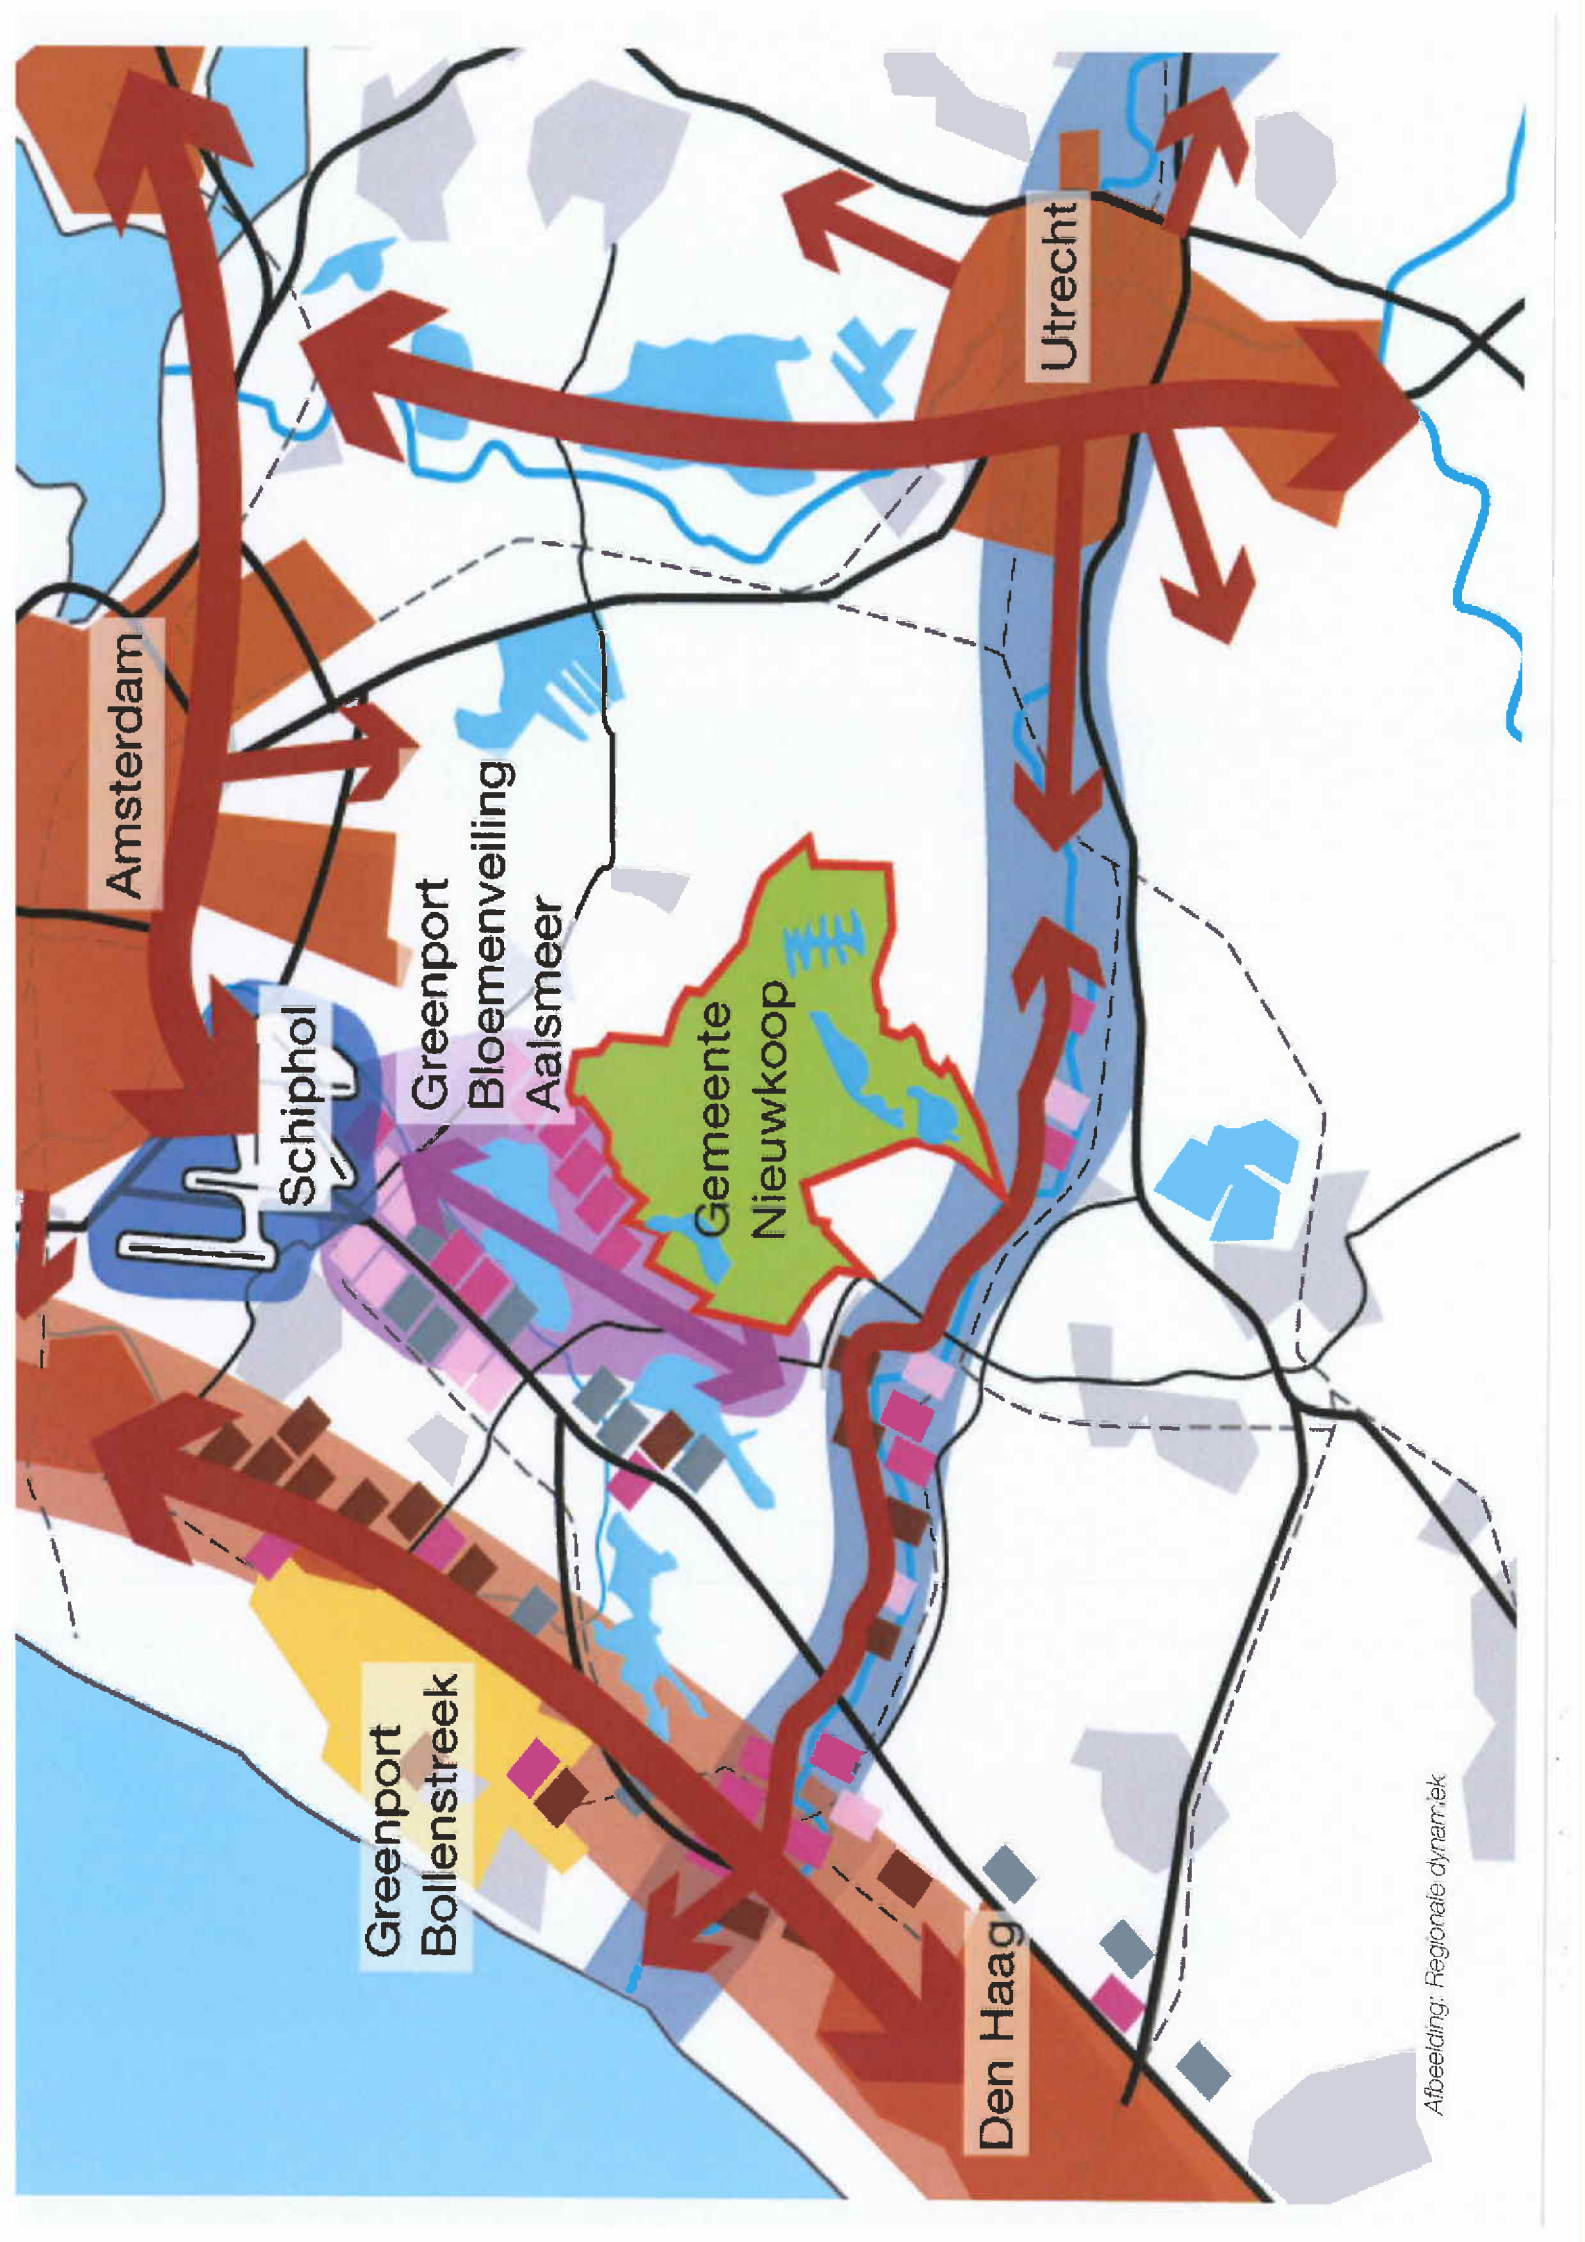 Amsterdam
Schiphol
Greenport
Bloemenveiling
Aalsmeer
Utrecht
Gemeente
Nieuwkoop
Greenport
Bollenstreek
Den Haag
Afbeelding: Regionale dynamiek